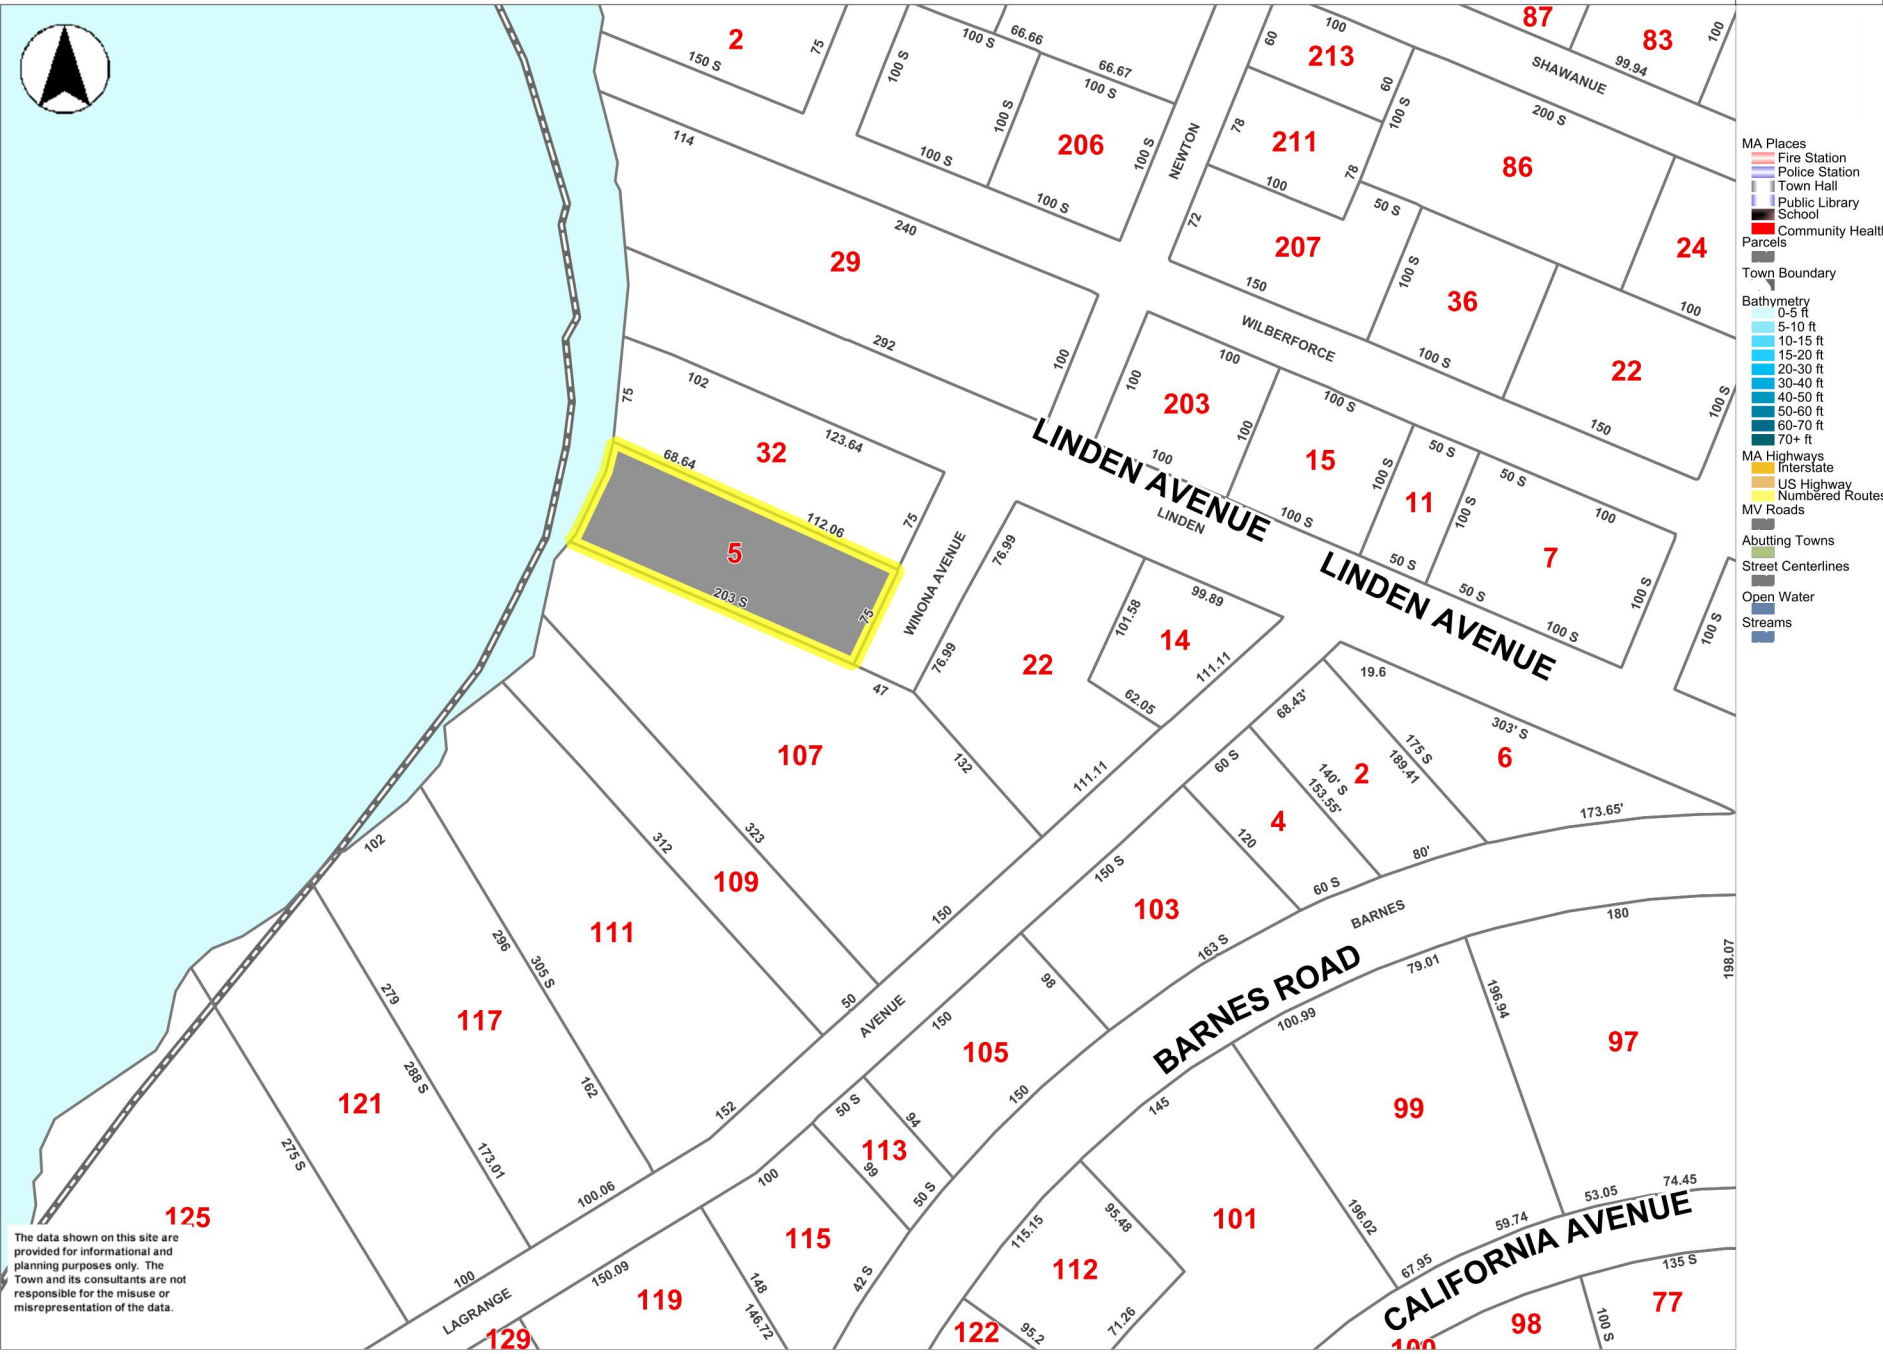 87
83
100
2
75
150 S
100 S
66.66
66.67
100 S
100 S
100 S
206
100 S
100 S
100 S
60
100
213
60
99.94
SHAWANUE
200 S
100 S
78
211
78
100
NEWTON
86
114
240
29
292
100
72
207
150
50 S
100 S
36
24
100
WILBERFORCE
100 S
22
150
100 S
75
102
123.64
32
75
68.64
112.06
5
203 S
75
47
WINONA AVENUE
100
100
203
100
100
LINDEN AVENUE
LINDEN
100 S
15
100 S
100 S
50 S
11
50 S
100 S
50 S
100
7
50 S
100 S
100 S
100 S
LINDEN AVENUE
76.99
76.99
22
101.58
99.89
14
111.11
62.05
111.11
132
107
323
312
109
150
50
AVENUE
111
102
296
305 S
162
152
117
279
288 S
173.01
100.06
121
275 S
100
125
LAGRANGE
19.6
303' S
6
173.65'
68.43'
175 S
189.41
2
140' S
153.55'
80'
60 S
4
120
60 S
150 S
103
163 S
98
BARNES
BARNES ROAD
150
105
150
50 S
94
113
99
50 S
100
115
42 S
148
146.72
150.09
119
129
180
198.07
79.01
100.99
196.94
97
99
145
196.02
101
115.15
95.48
112
71.26
122
95.2
67.95
59.74
53.05
74.45
CALIFORNIA AVENUE
135 S
77
98
100 S
100
MA Places
Fire Station
Police Station
Town Hall
Public Library
School
Community Healt
Parcels
Town Boundary
Bathymetry
0-5 ft
5-10 ft
10-15 ft
15-20 ft
20-30 ft
30-40 ft
40-50 ft
50-60 ft
60-70 ft
70+ ft
MA Highways
Interstate
US Highway
Numbered Routes
MV Roads
Abutting Towns
Street Centerlines
Open Water
Streams
The data shown on this site are
provided for informational and
planning purposes only. The
Town and its consultants are not
responsible for the misuse or
misrepresentation of the data.